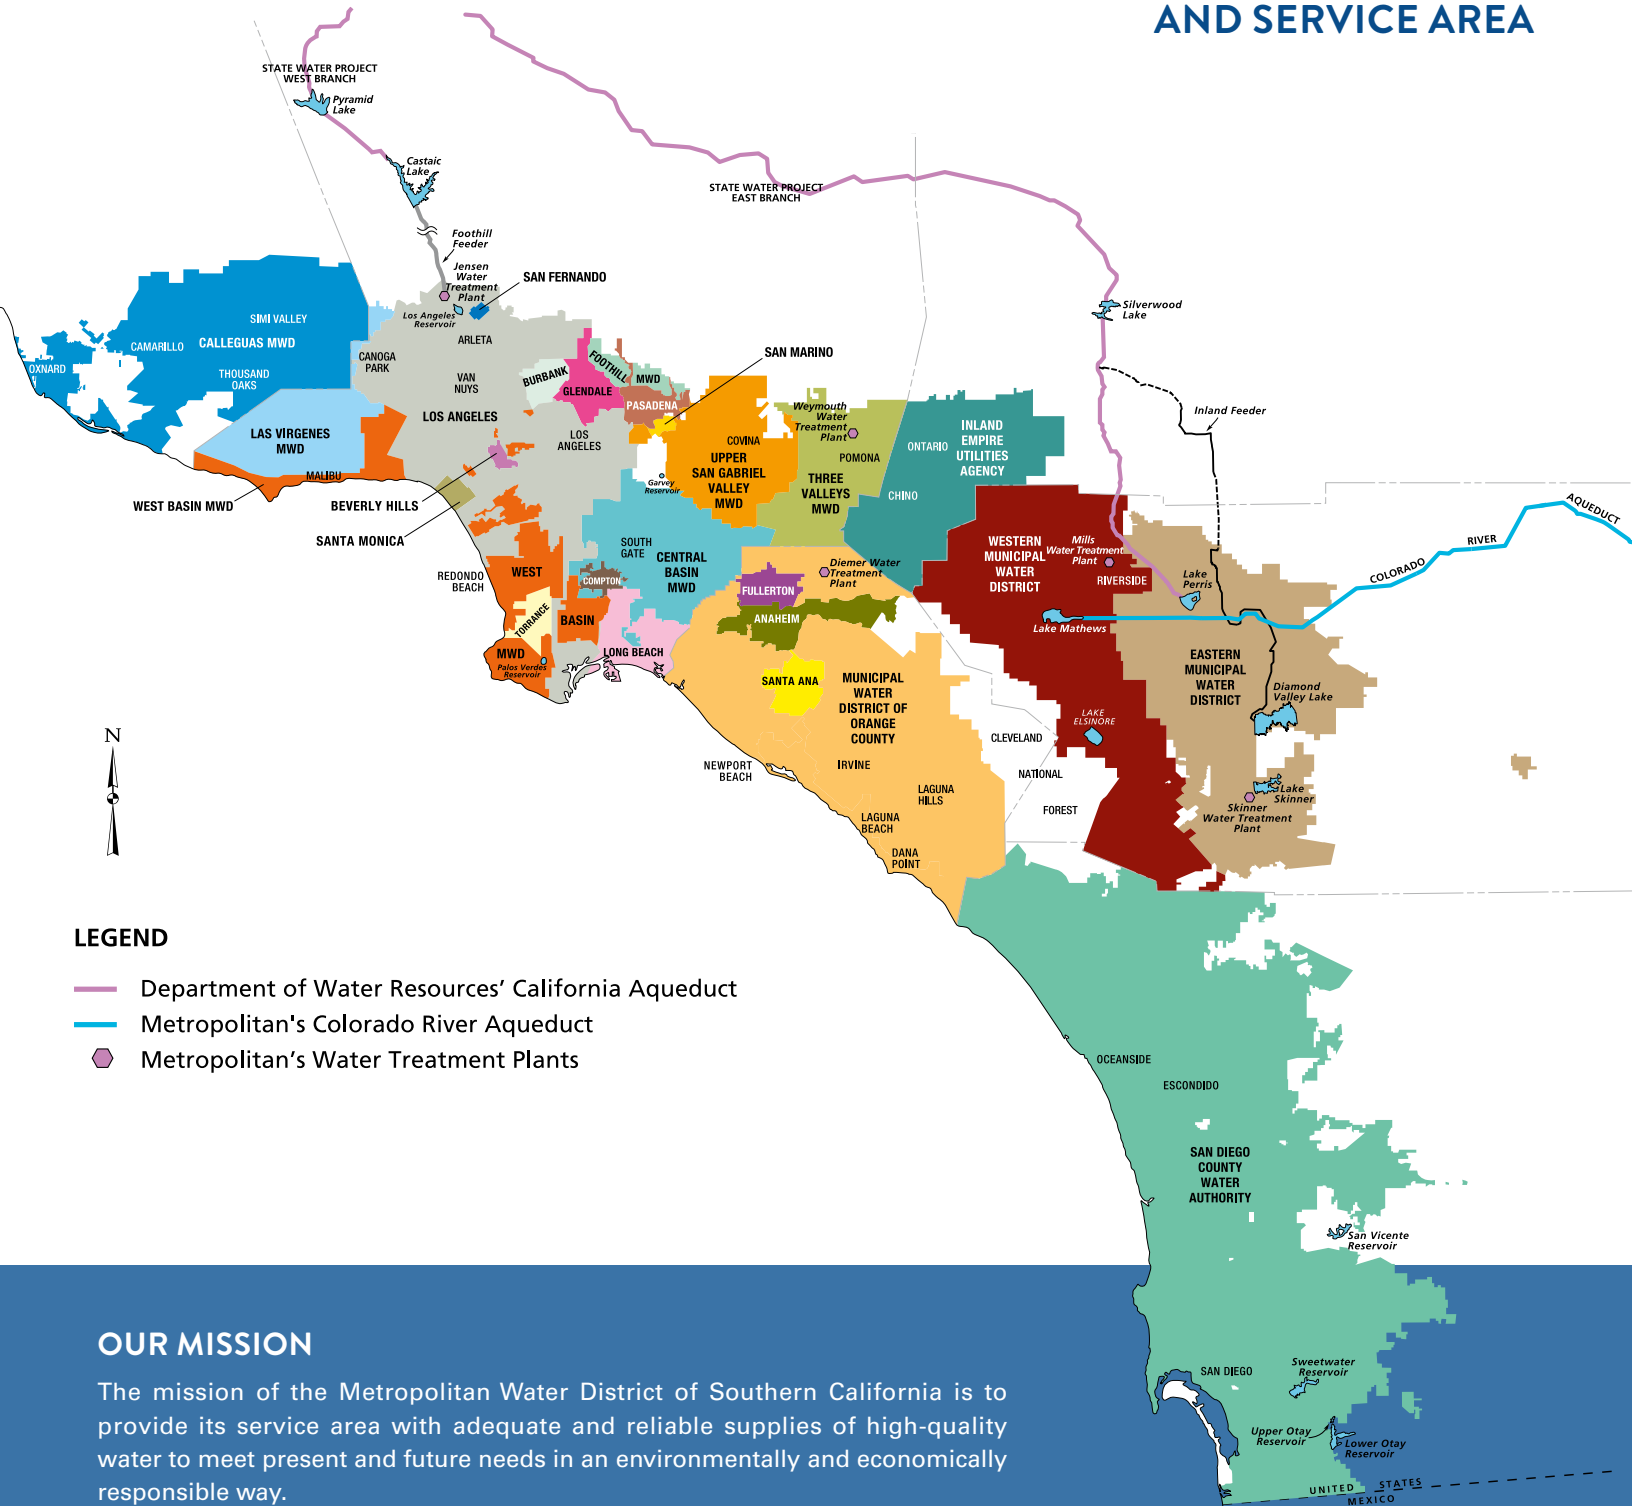 AND SERVICE AREA
STATE WATER PROJECT
WEST BRANCH
Pyramid
Lake
Castaic
Lake
STATE WATER PROJECT
EAST BRANCH
Foothill
Feeder
Jensen
Water
Treatment
Plant
SAN FERNANDO
Los Angeles
Reservoir
Silverwood
Lake
SIMI VALLEY
CAMARILLO
CALLEGUAS MWD
OXNARD
THOUSAND
OAKS
ARLETA
CANOGA
PARK
VAN
NUYS
LOS ANGELES
BURBANK
GLENDALE
FOOTHILL
MWD
PASADENA
SAN MARINO
LOS
ANGELES
Weymouth
Water
Treatment
Plant
Inland Feeder
LAS VIRGENES
MWD
MALIBU
WEST BASIN MWD
BEVERLY HILLS
SANTA MONICA
COVINA
UPPER
SAN GABRIEL
VALLEY
MWD
Garvey
Reservoir
POMONA
THREE
VALLEYS
MWD
ONTARIO
INLAND
EMPIRE
UTILITIES
AGENCY
CHINO
COLORADO
RIVER
AQUEDUCT
SOUTH
GATE
CENTRAL
BASIN
MWD
REDONDO
BEACH
WEST
COMPTON
TORRANCE
BASIN
MWD
Palos Verdes
Reservoir
LONG BEACH
Diemer Water
Treatment
Plant
FULLERTON
ANAHEIM
SANTA ANA
WESTERN
MUNICIPAL
WATER
DISTRICT
Mills
Water Treatment
Plant
RIVERSIDE
Lake
Perris
Lake Mathews
EASTERN
MUNICIPAL
WATER
DISTRICT
Diamond
Valley Lake
MUNICIPAL
WATER
DISTRICT OF
ORANGE
COUNTY
LAKE
ELSINORE
CLEVELAND
NATIONAL
FOREST
N
NEWPORT
BEACH
IRVINE
LAGUNA
HILLS
LAGUNA
BEACH
DANA
POINT
Lake
Skinner
Skinner
Water Treatment
Plant
LEGEND
Department of Water Resources’ California Aqueduct
Metropolitan's Colorado River Aqueduct
Metropolitan’s Water Treatment Plants
OCEANSIDE
ESCONDIDO
SAN DIEGO
COUNTY
WATER
AUTHORITY
San Vicente
Reservoir
SAN DIEGO
Sweetwater
Reservoir
Upper Otay
Reservoir
Lower Otay
Reservoir
UNITED STATES
MEXICO
OUR MISSION
The mission of the Metropolitan Water District of Southern California is to
provide its service area with adequate and reliable supplies of high-quality
water to meet present and future needs in an environmentally and economically
responsible way.